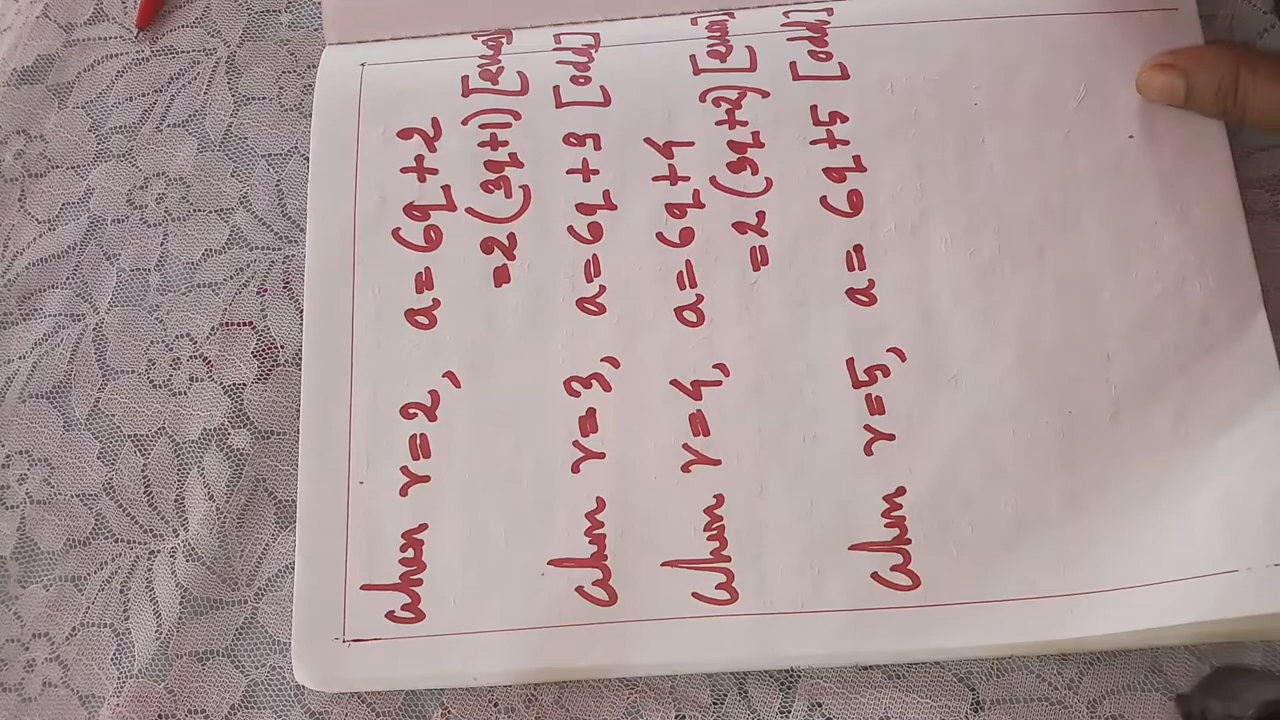 when r=2, a=6q+2
=2(3q+1)[even]
When r=3, a=6q+3 [odd]
When r=4, a=6q+4
=2(3q+2)[even]
When r=5, a=6q+5 [odd]